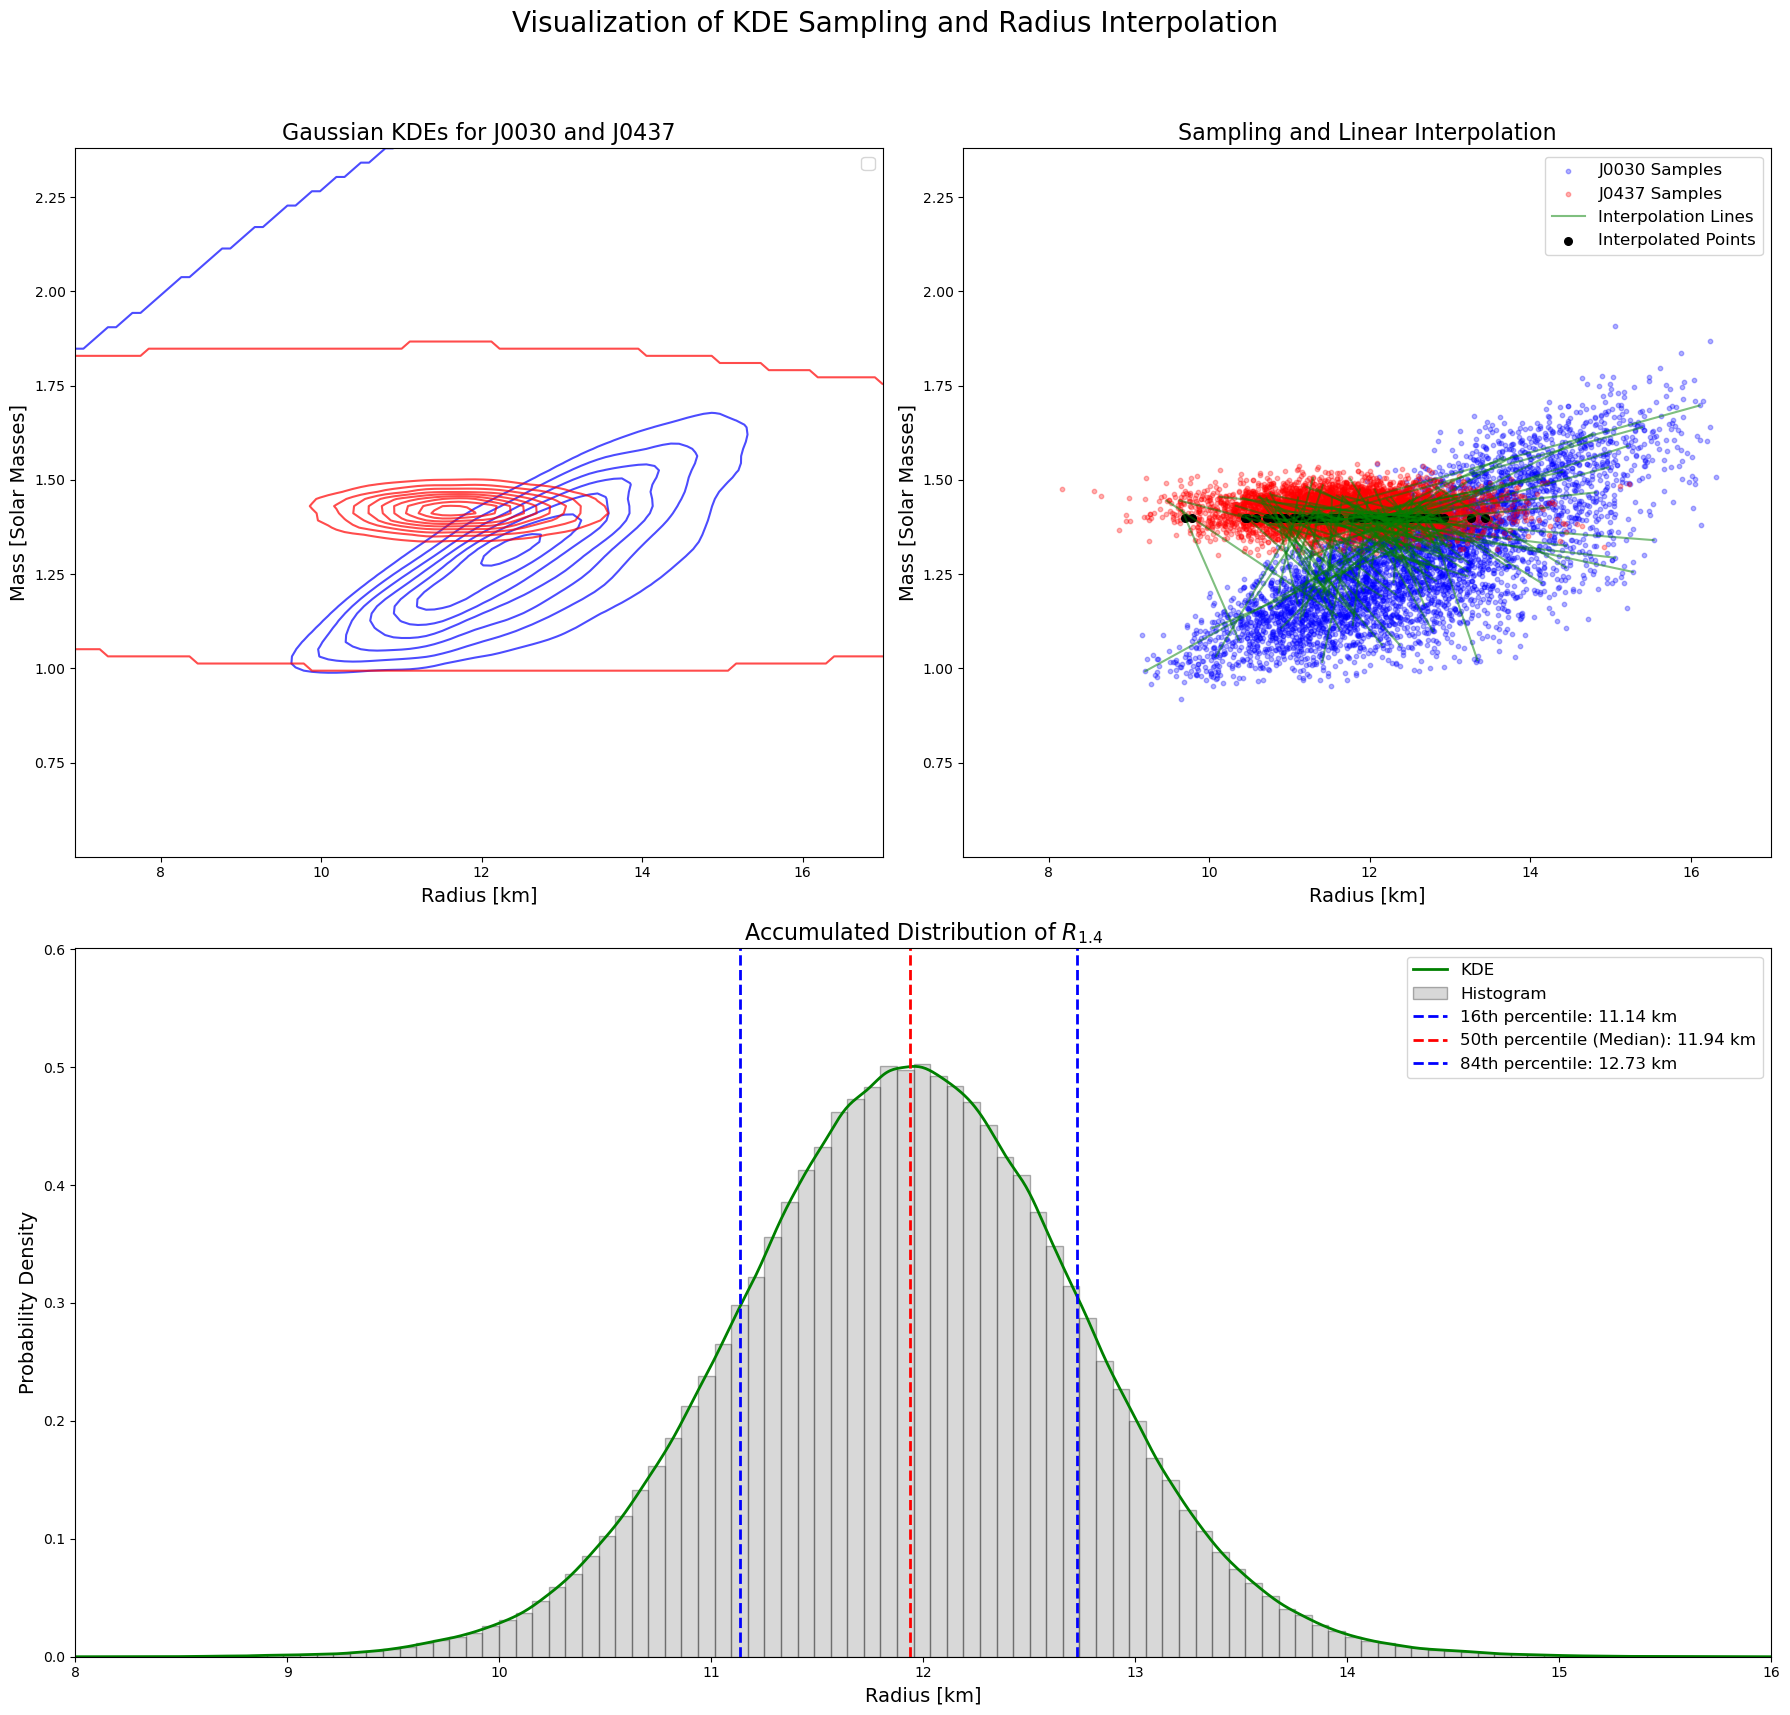 Visualization of KDE Sampling and Radius Interpolation
Gaussian KDEs for J0030 and J0437
Mass [Solar Masses]
2.25
2.00
1.75
1.50
1.25
1.00
0.75
8 10 12 14 16
Radius [km]
Sampling and Linear Interpolation
J0030 Samples
J0437 Samples
Interpolation Lines
Interpolated Points
Mass [Solar Masses]
2.25
2.00
1.75
1.50
1.25
1.00
0.75
8 10 12 14 16
Radius [km]
Accumulated Distribution of R1.4
KDE
Histogram
16th percentile: 11.14 km
50th percentile (Median): 11.94 km
84th percentile: 12.73 km
Probability Density
0.6
0.5
0.4
0.3
0.2
0.1
0.0
8 9 10 11 12 13 14 15 16
Radius [km]